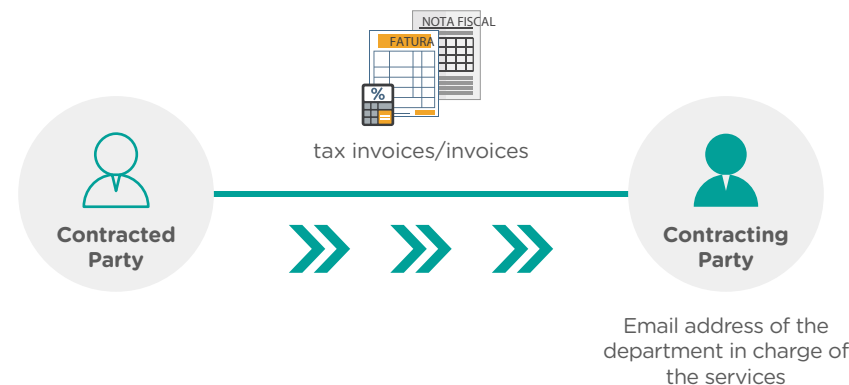 NOTA FISCAL
FATURA
%
tax invoices/invoices
Contracted
Party
Contracting
Party
Email address of the
department in charge of
the services